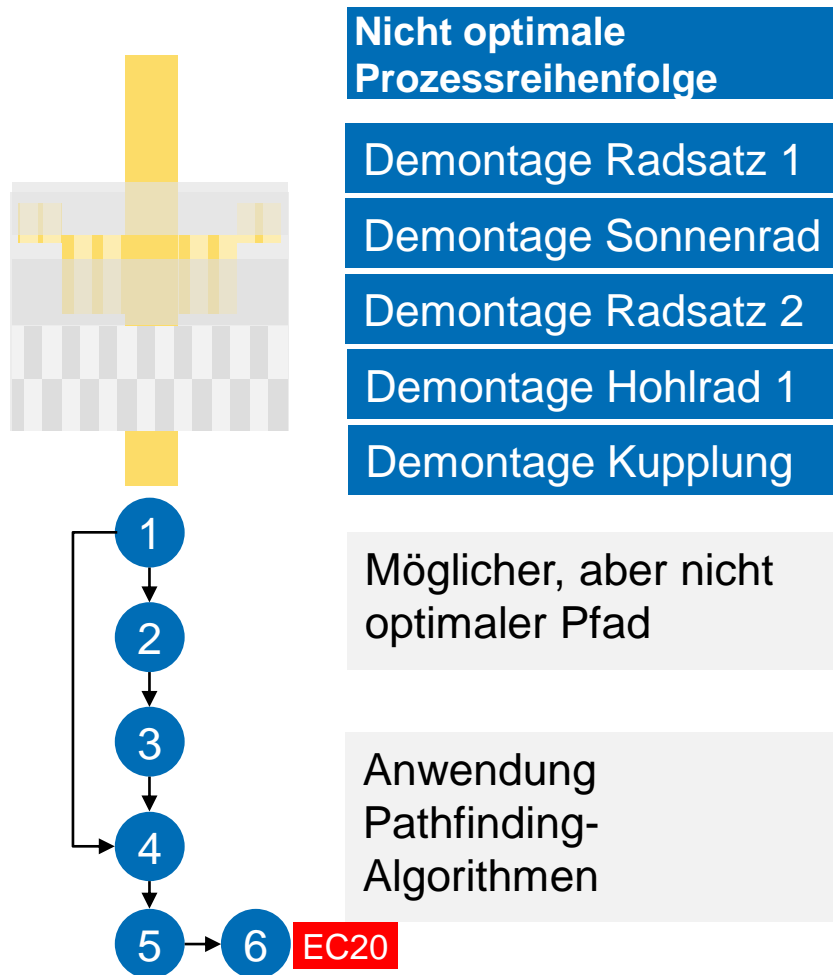 Nicht optimale
Prozessreihenfolge
Demontage Radsatz 1
Demontage Sonnenrad
Demontage Radsatz 2
Demontage Hohlrad 1
Demontage Kupplung
1
2
3
4
5
6
EC20
Möglicher, aber nicht
optimaler Pfad
Anwendung
Pathfinding-
Algorithmen